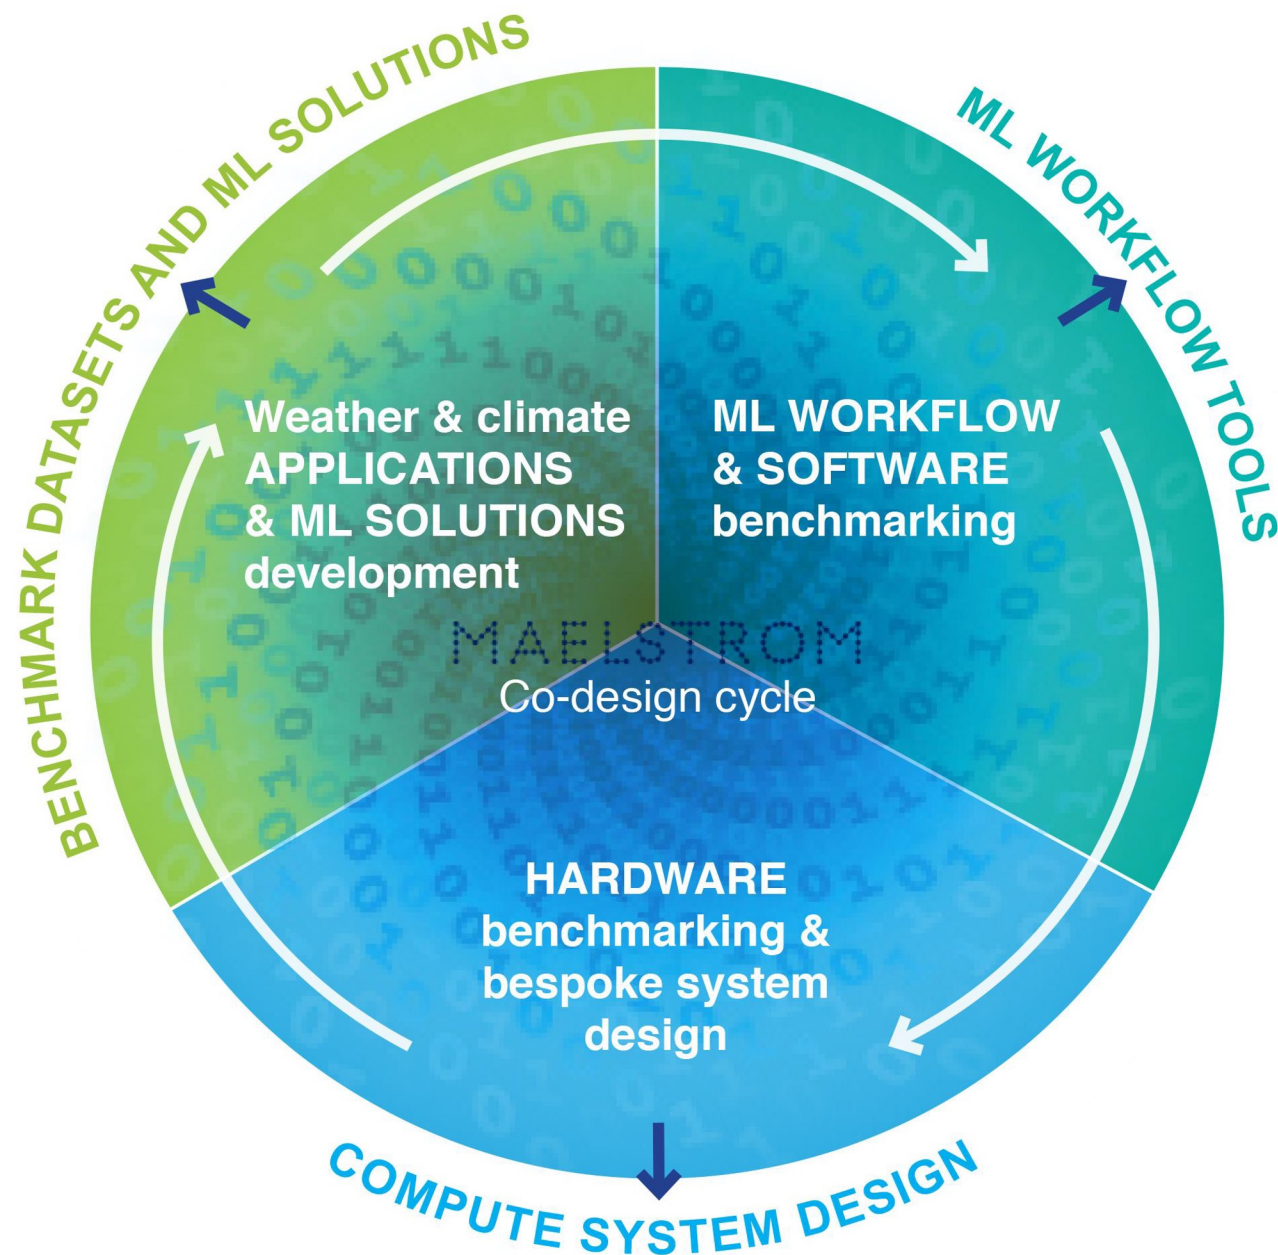 BENCHMARK DATASETS AND ML SOLUTIONS
ML WORKFLOW TOOLS
Weather & climate
APPLICATIONS
& ML SOLUTIONS
development
ML WORKFLOW
& SOFTWARE
benchmarking
MAELSTROM
Co-design cycle
HARDWARE
benchmarking &
bespoke system
design
COMPUTE SYSTEM DESIGN